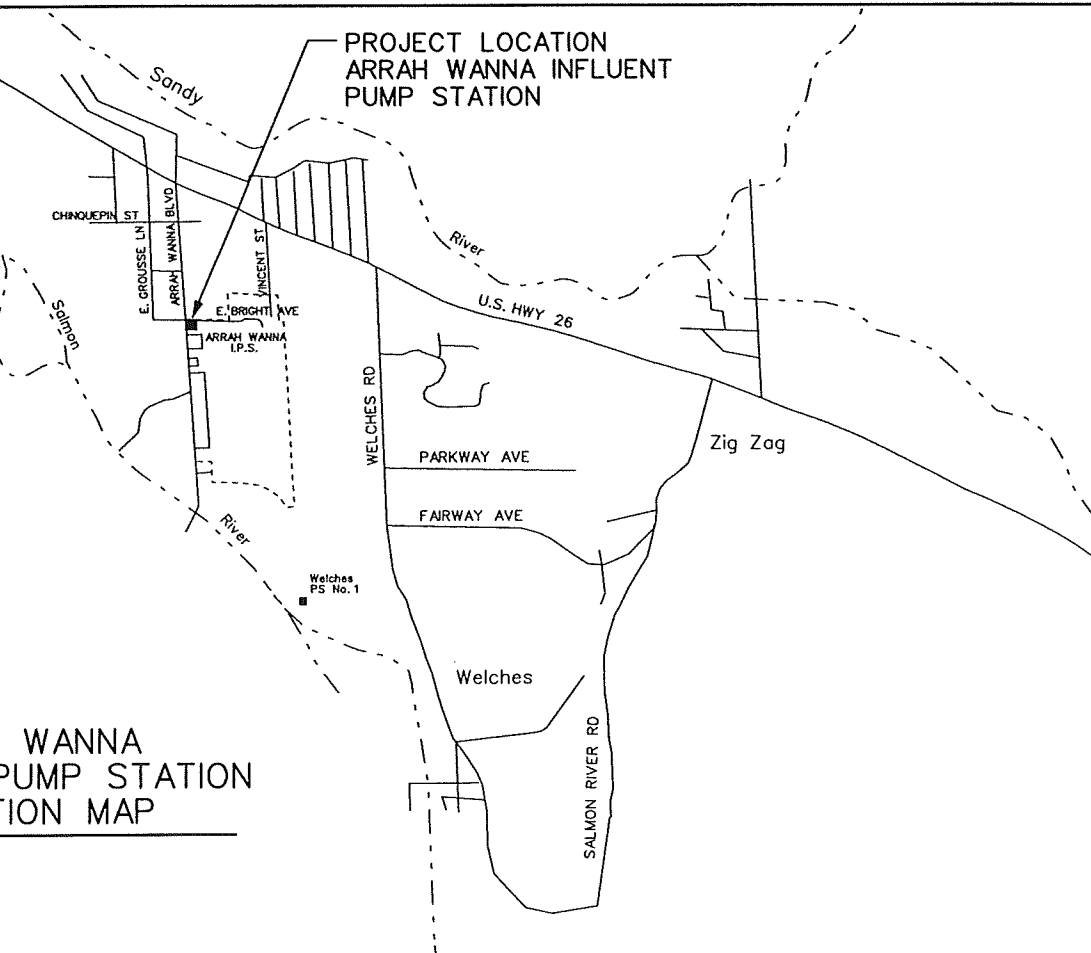 PROJECT LOCATION
ARRAH WANNA INFLUENT
PUMP STATION
Sandy
River
CHINQUEPIN ST
E. GROUSSE LN
ARRAH WANNA BLVD
VINCENT ST
E. BRIGHT AVE
ARRAH WANNA
I.P.S.
Salmon
River
U.S. HWY 26
WELCHES RD
PARKWAY AVE
FAIRWAY AVE
Zig Zag
Welches
PS No. 1
Welches
SALMON RIVER RD
WANNA
PUMP STATION
TION MAP